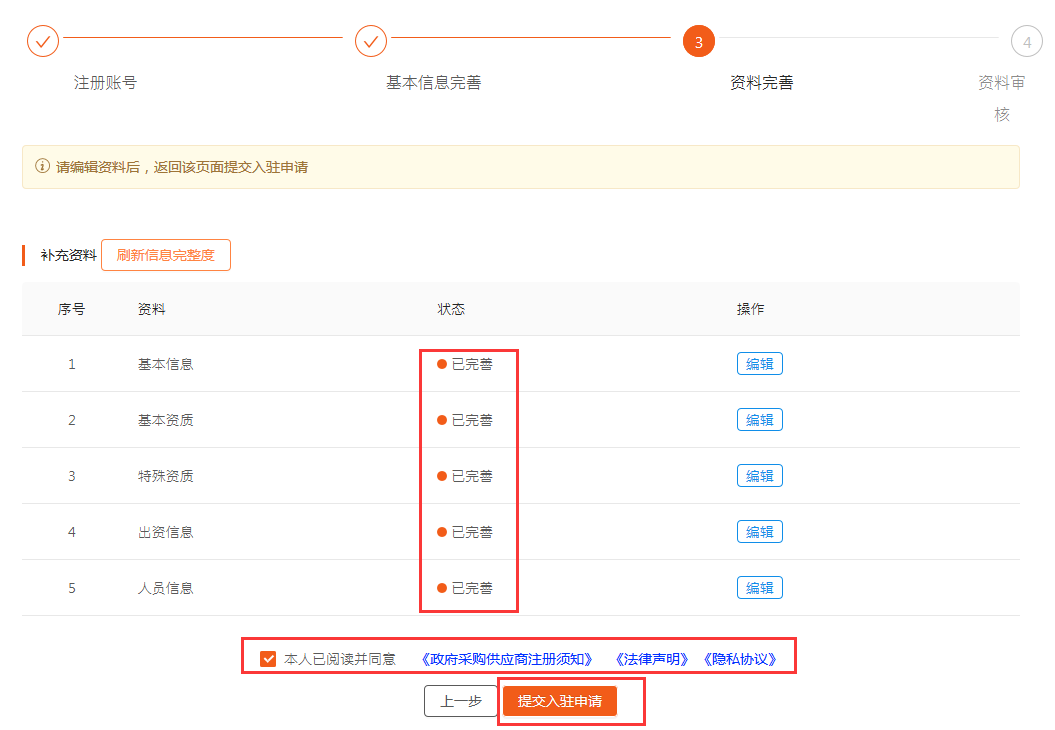 3
4
注册账号
基本信息完善
资料完善
资料审
核
请编辑资料后，返回该页面提交入驻申请
补充资料 刷新信息完整度
序号 资料 状态 操作
1 基本信息 已完善 编辑
2 基本资质 已完善 编辑
3 特殊资质 已完善 编辑
4 出资信息 已完善 编辑
5 人员信息 已完善 编辑
本人已阅读并同意 《政府采购供应商注册须知》 《法律声明》 《隐私协议》
上一步 提交入驻申请